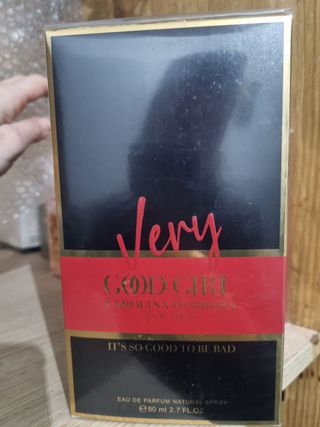 Very
GOOD GIRL
CAROLINA HERRERA
NEW YORK
IT'S SO GOOD TO BE BAD
EAU DE PARFUM NATURAL SPRAY
℮ 80 ml 2.7 FL.OZ